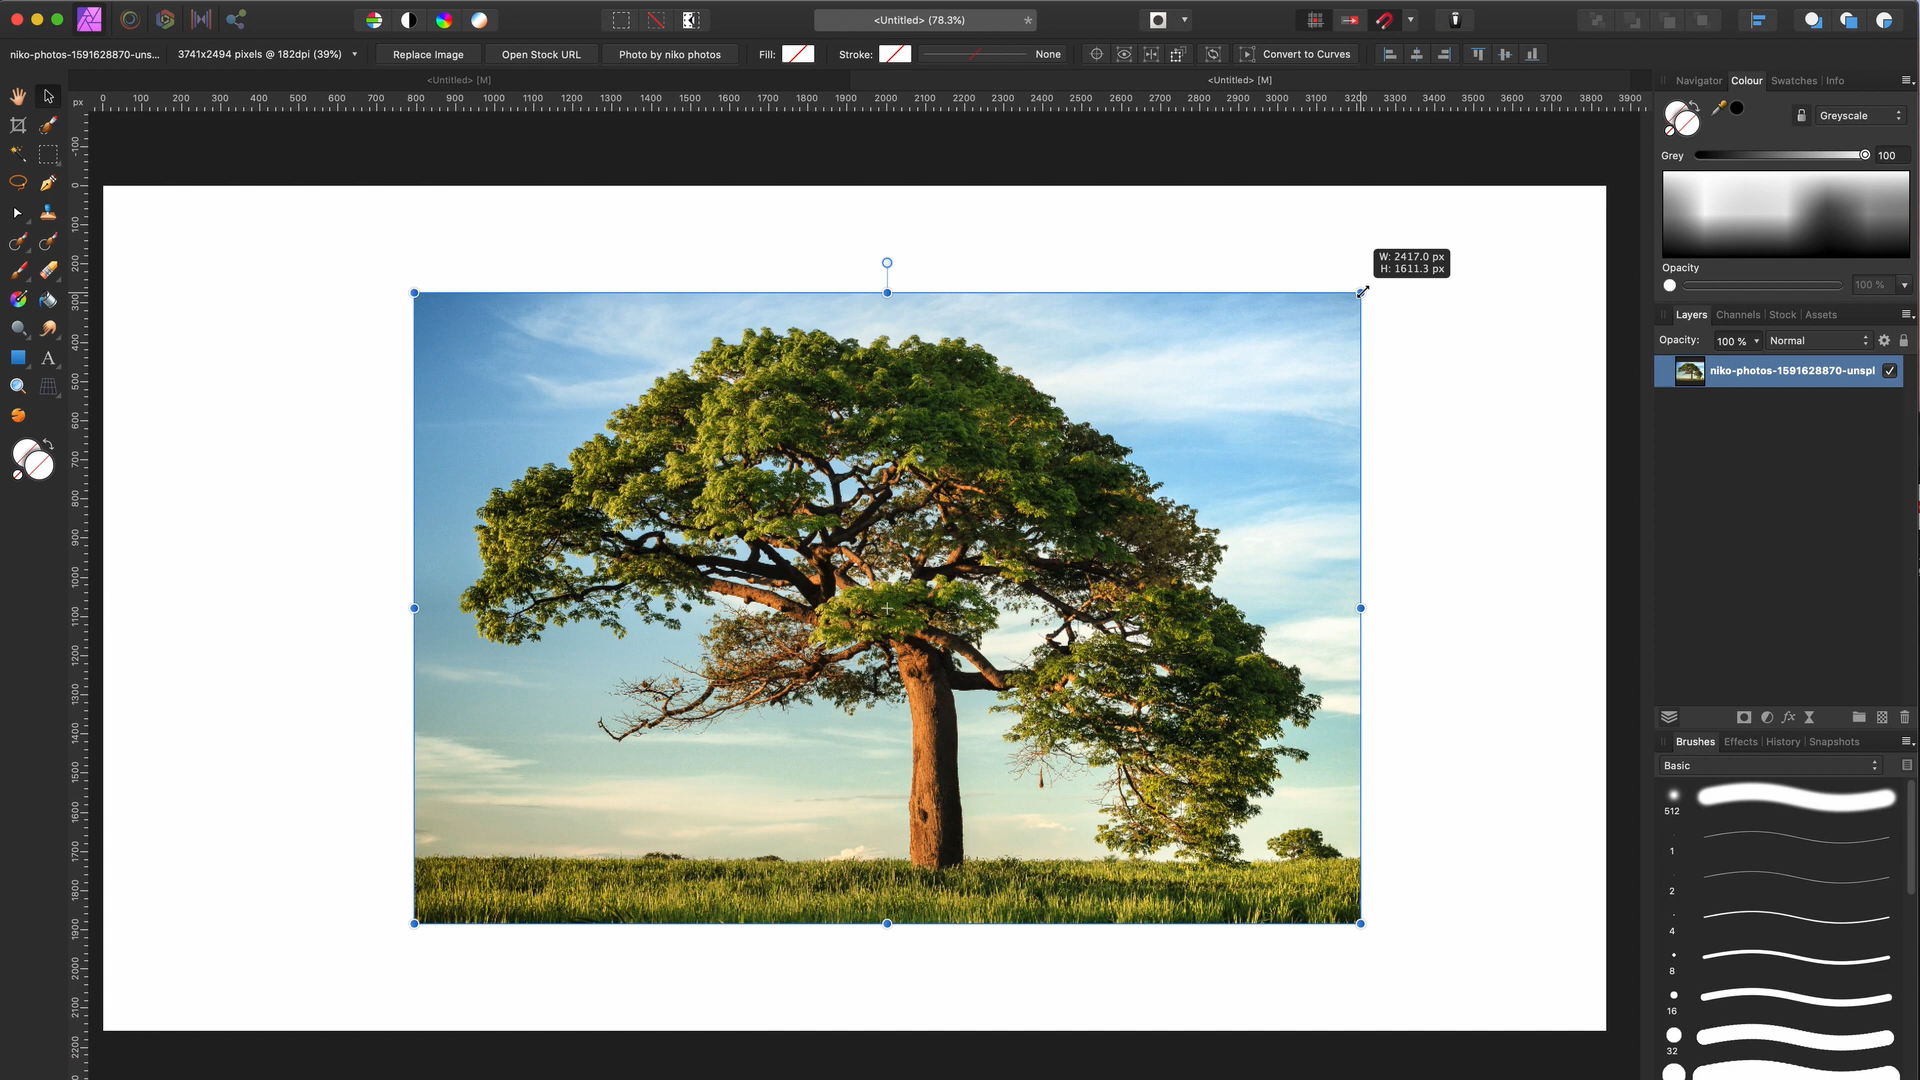 <Untitled> (78.3%)
*
niko-photos-1591628870-uns...
3741x2494 pixels @ 182dpi (39%)
Replace Image
Open Stock URL
Photo by niko photos
Fill:
Stroke:
None
Convert to Curves
<Untitled> [M]
<Untitled> [M]
Navigator
Colour
Swatches
Info
px
0 100 200 300 400 500 600 700 800 900 1000 1100 1200 1300 1400 1500 1600 1700 1800 1900 2000 2100 2200 2300 2400 2500 2600 2700 2800 2900 3000 3100 3200 3300 3400 3500 3600 3700 3800 3900
-100
0
100
200
300
400
500
600
700
800
900
1000
1100
1200
1300
1400
1500
1600
1700
1800
1900
2000
2100
2200
Greyscale
Grey
100
W: 2417.0 px
H: 1611.3 px
Opacity
100 %
Layers
Channels
Stock
Assets
Opacity:
100 %
Normal
niko-photos-1591628870-unspl
A
fx
Brushes
Effects
History
Snapshots
Basic
512
1
2
4
8
16
32